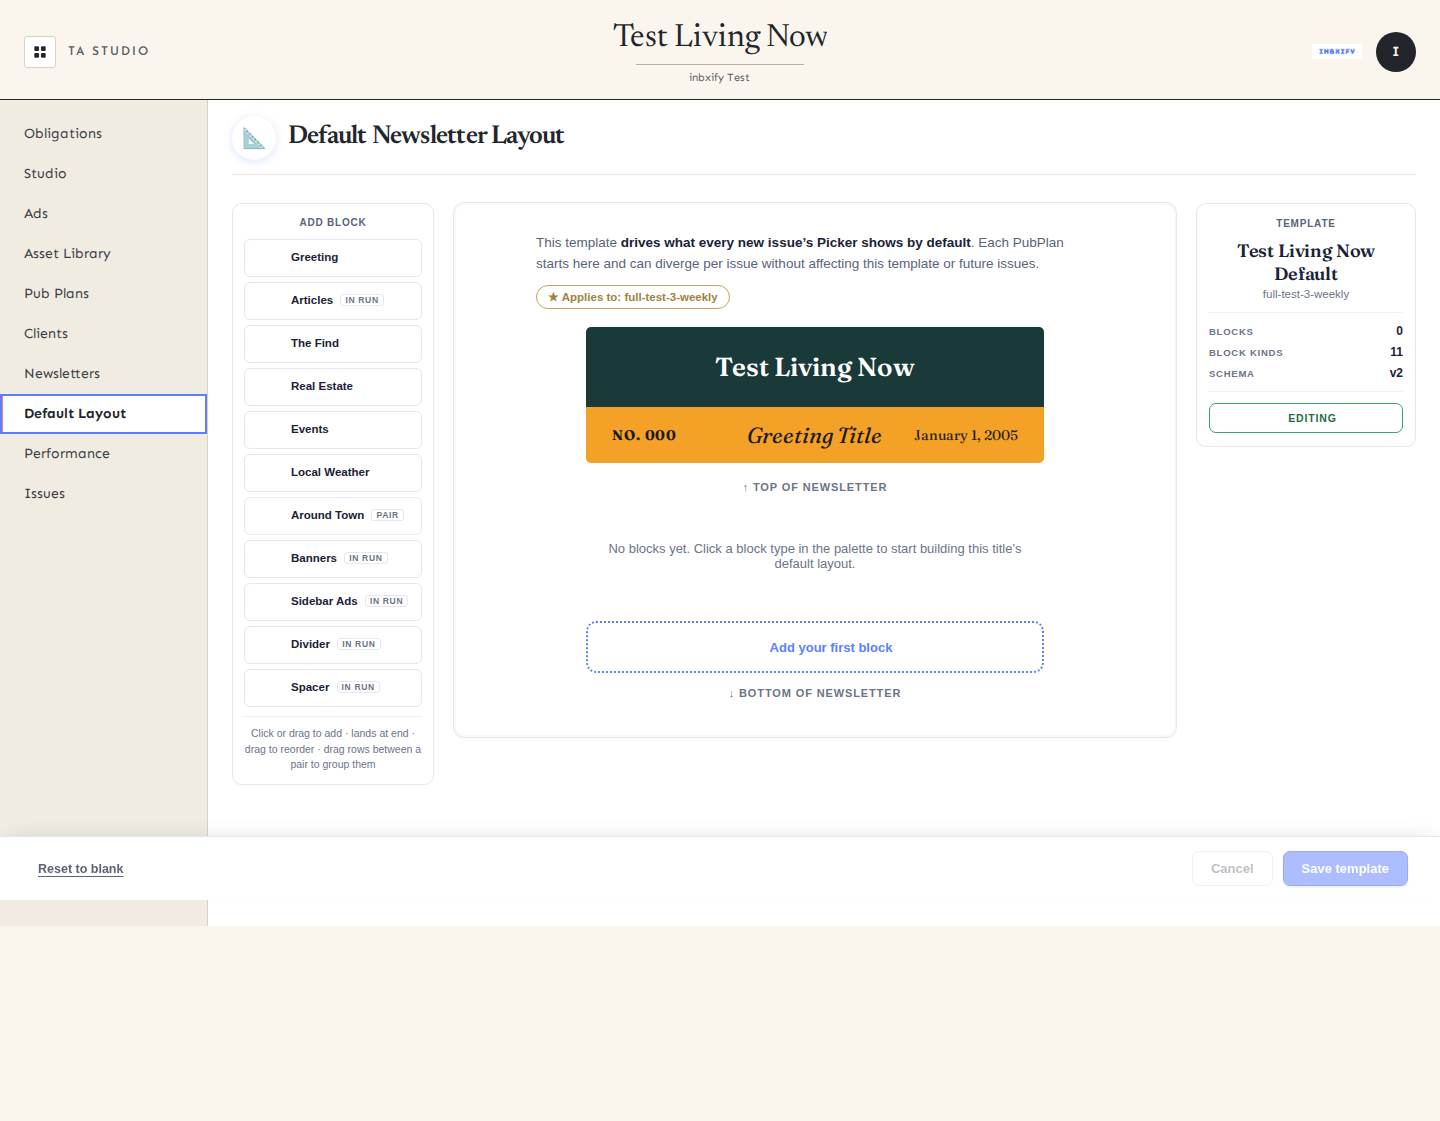 TA STUDIO
Test Living Now
inbxify Test
INBXIFY
I
Obligations
Studio
Ads
Asset Library
Pub Plans
Clients
Newsletters
Default Layout
Performance
Issues
Default Newsletter Layout
ADD BLOCK
Greeting
Articles IN RUN
The Find
Real Estate
Events
Local Weather
Around Town PAIR
Banners IN RUN
Sidebar Ads IN RUN
Divider IN RUN
Spacer IN RUN
Click or drag to add · lands at end ·
drag to reorder · drag rows between a
pair to group them
This template drives what every new issue’s Picker shows by default. Each PubPlan
starts here and can diverge per issue without affecting this template or future issues.
★ Applies to: full-test-3-weekly
Test Living Now
NO. 000 Greeting Title January 1, 2005
↑ TOP OF NEWSLETTER
No blocks yet. Click a block type in the palette to start building this title's
default layout.
Add your first block
↓ BOTTOM OF NEWSLETTER
TEMPLATE
Test Living Now
Default
full-test-3-weekly
BLOCKS 0
BLOCK KINDS 11
SCHEMA v2
EDITING
Reset to blank
Cancel
Save template